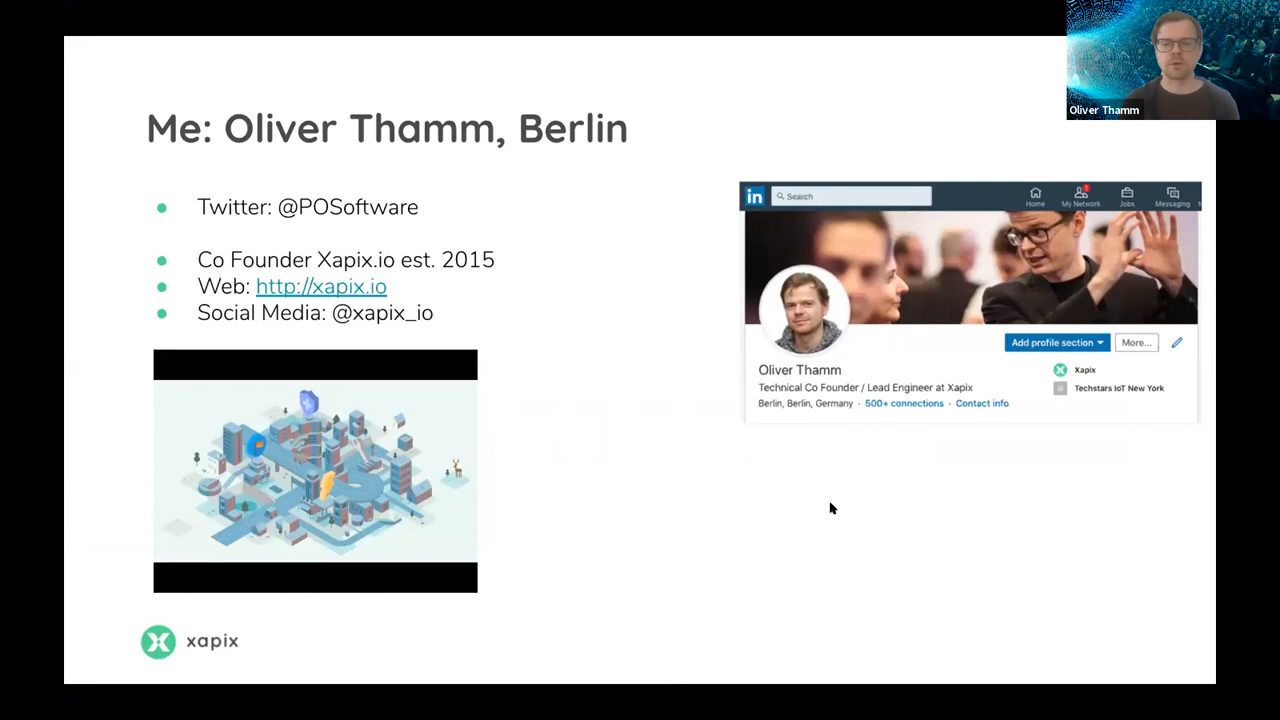 Oliver Thamm
Me: Oliver Thamm, Berlin
Twitter: @POSoftware
Co Founder Xapix.io est. 2015
Web: http://xapix.io
Social Media: @xapix_io
in Search
1
Home My Network Jobs Messaging
Add profile section More...
Oliver Thamm
Technical Co Founder / Lead Engineer at Xapix
Berlin, Berlin, Germany · 500+ connections · Contact info
Xapix
Techstars IoT New York
xapix